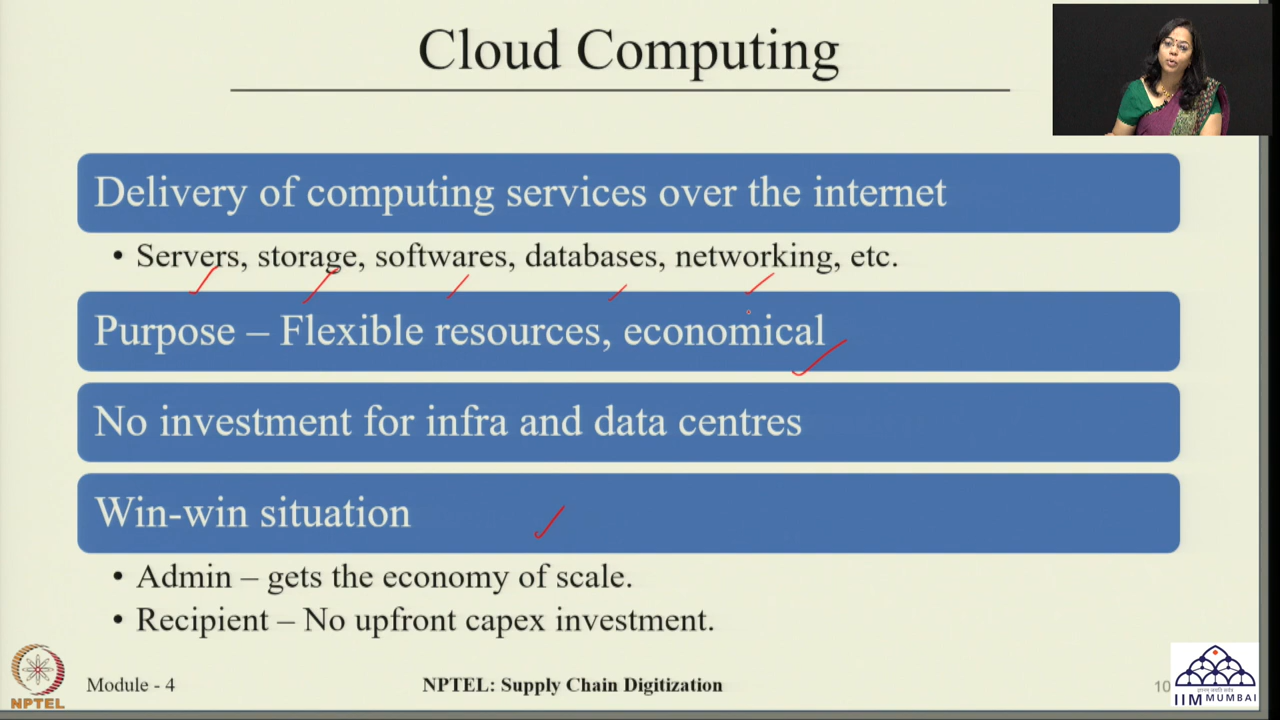 Cloud Computing
Delivery of computing services over the internet
• Servers, storage, softwares, databases, networking, etc.
Purpose – Flexible resources, economical
No investment for infra and data centres
Win-win situation
• Admin – gets the economy of scale.
• Recipient – No upfront capex investment.
NPTEL
Module - 4
NPTEL: Supply Chain Digitization
10
IIM MUMBAI